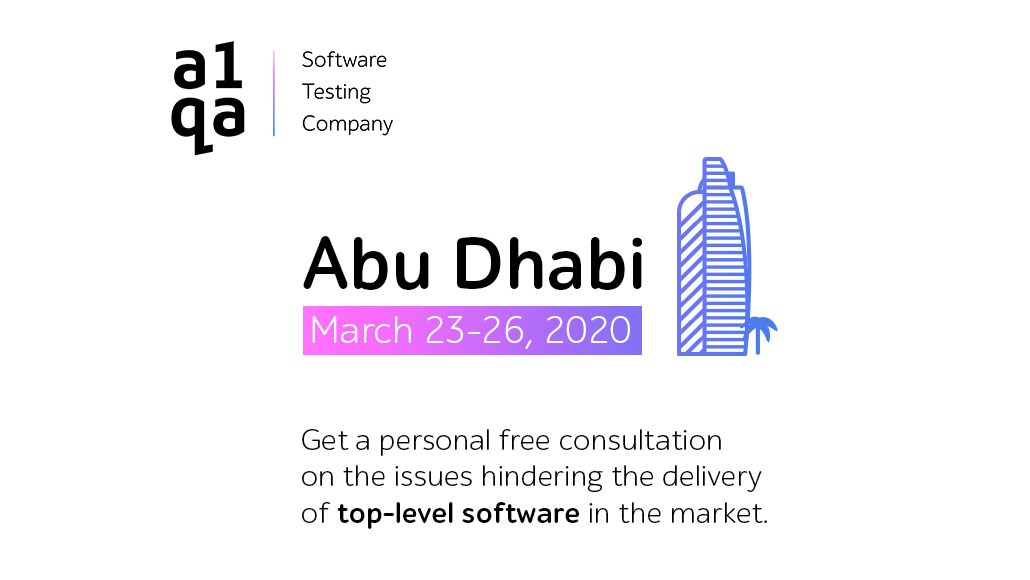 a1
qa
Software
Testing
Company
Abu Dhabi
March 23-26, 2020
Get a personal free consultation
on the issues hindering the delivery
of top-level software in the market.